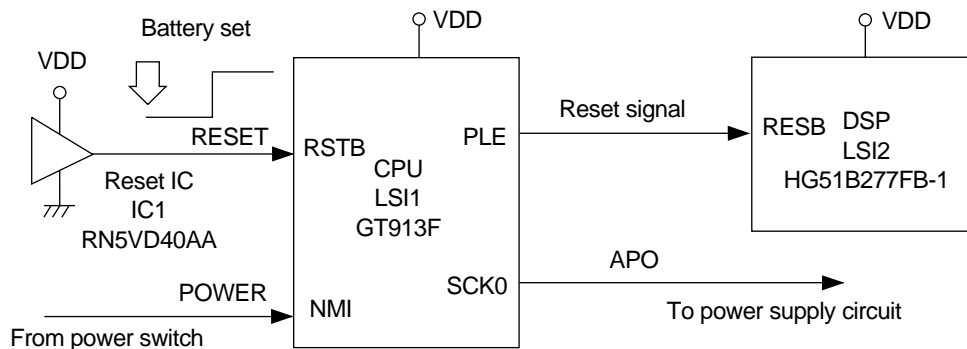 Battery set
VDD
VDD
VDD
RESET
Reset signal
RSTB
PLE
RESB
DSP
LSI2
HG51B277FB-1
CPU
LSI1
GT913F
Reset IC
IC1
RN5VD40AA
POWER
NMI
SCK0
APO
From power switch
To power supply circuit